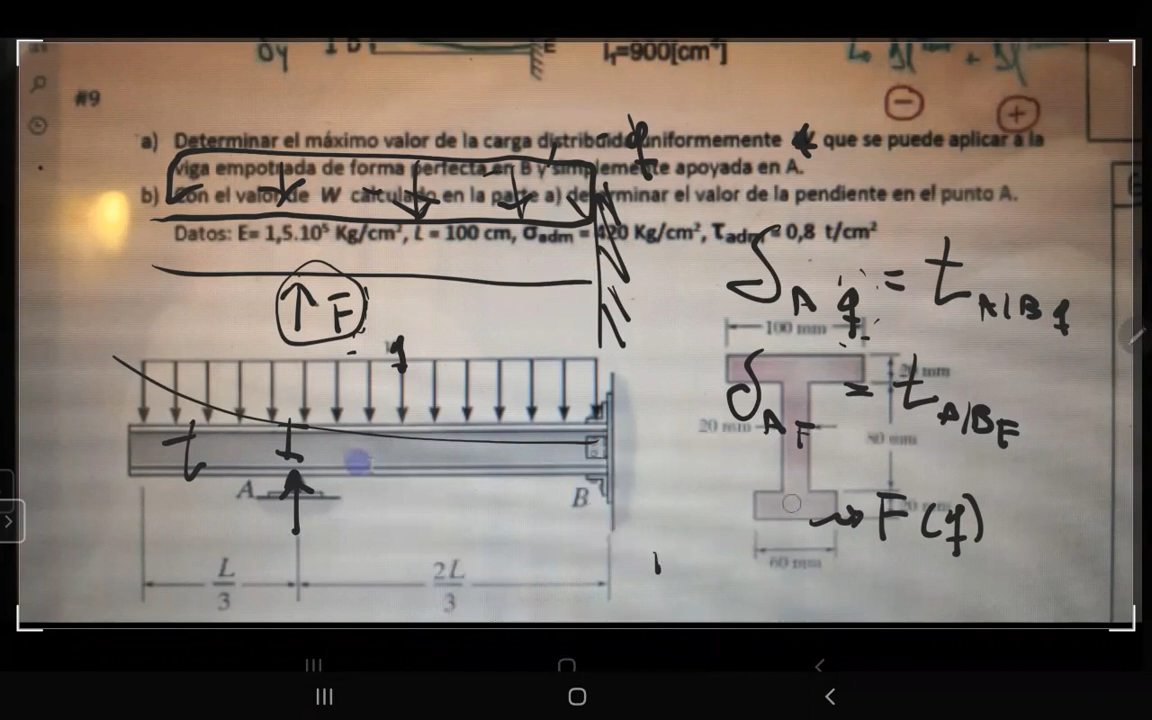 I D
E
Oy
I₁=900[cm⁴]
#9
a) Determinar el máximo valor de la carga distribuida uniformemente que se puede aplicar a la
viga empotrada de forma perfecta en B y simplemente apoyada en A.
b) Con el valor de W calculado en la parte a) determinar el valor de la pendiente en el punto A.
Datos: E= 1,5.10⁵ Kg/cm², L = 100 cm, σadm = 420 Kg/cm², τadm = 0,8 t/cm²
δ A q = t A/B q
↑ F
100 mm
q
20 mm
δ A F = t A/B F
20 mm
80 mm
t
A
B
→ F (q)
60 mm
L/3
2L/3